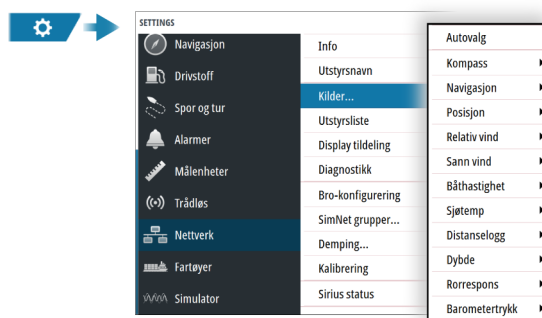 SETTINGS
Navigasjon
Drivstoff
Spor og tur
Alarmer
Målenheter
Trådløs
Nettverk
Fartøyer
Simulator
Info
Utstyrsnavn
Kilder...
Utstyrsliste
Display tildeling
Diagnostikk
Bro-konfigurering
SimNet grupper...
Demping...
Kalibrering
Sirius status
Autovalg
Kompass
Navigasjon
Posisjon
Relativ vind
Sann vind
Båthastighet
Sjøtemp
Distanselogg
Dybde
Rorrespons
Barometertrykk